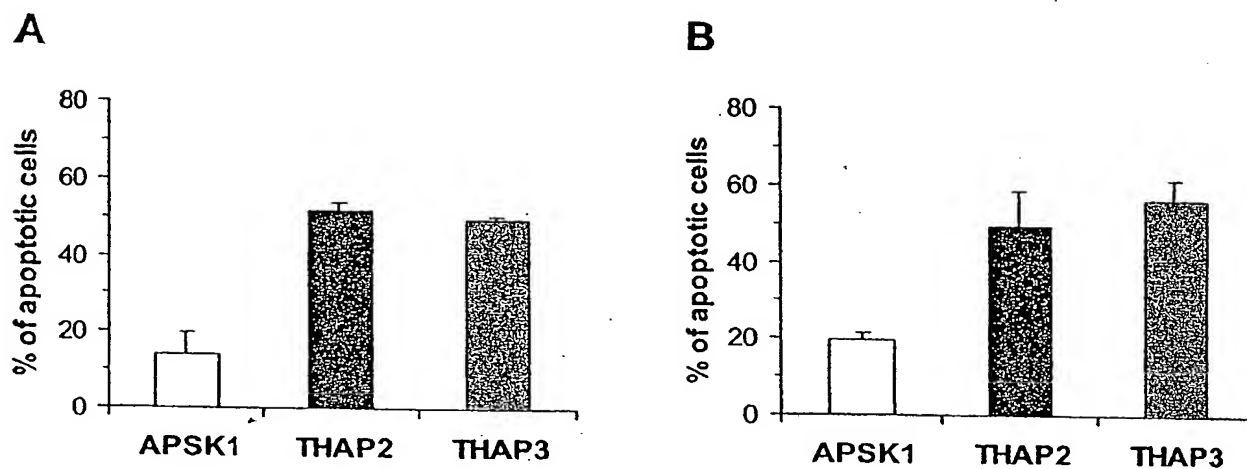 A
% of apoptotic cells
80
60
40
20
0
APSK1 THAP2 THAP3
B
% of apoptotic cells
80
60
40
20
0
APSK1 THAP2 THAP3